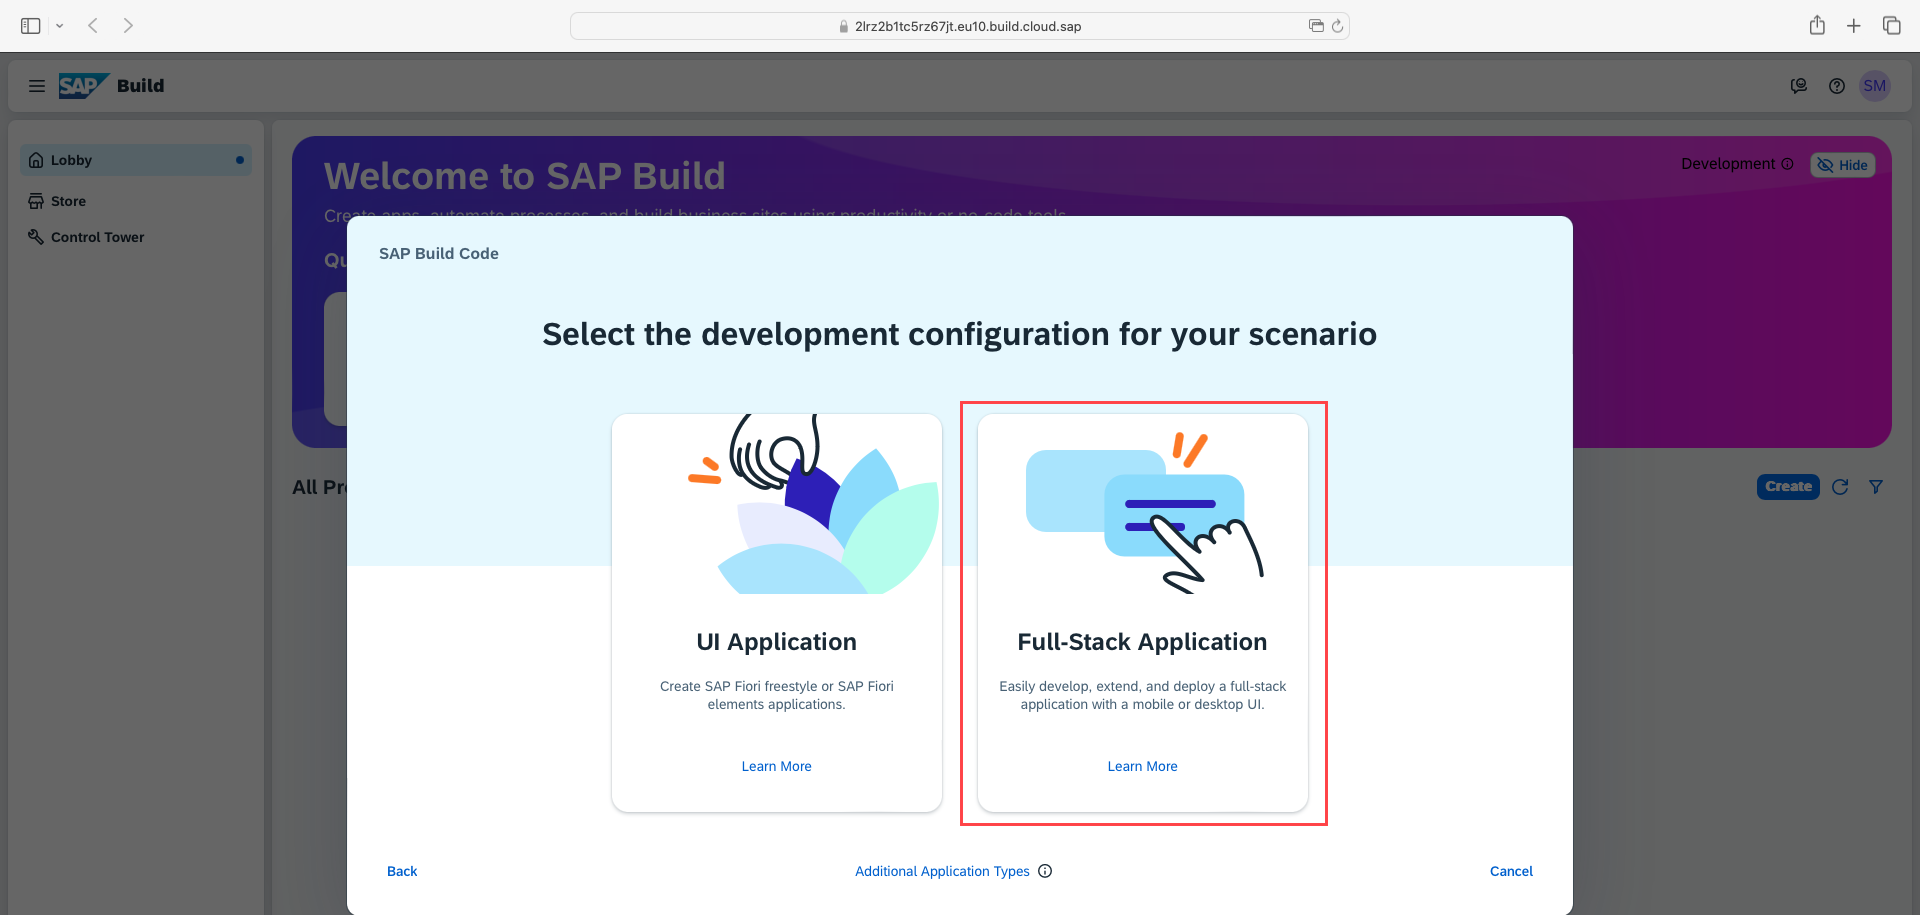 2lrz2b1tc5rz67jt.eu10.build.cloud.sap
SAP Build
SM
Lobby
Store
Control Tower
Welcome to SAP Build
Development
Hide
Create apps, automate processes, and build business sites using productivity or no-code tools
SAP Build Code
Select the development configuration for your scenario
UI Application
Create SAP Fiori freestyle or SAP Fiori
elements applications.
Learn More
Full-Stack Application
Easily develop, extend, and deploy a full-stack
application with a mobile or desktop UI.
Learn More
All
Create
Back
Additional Application Types
Cancel